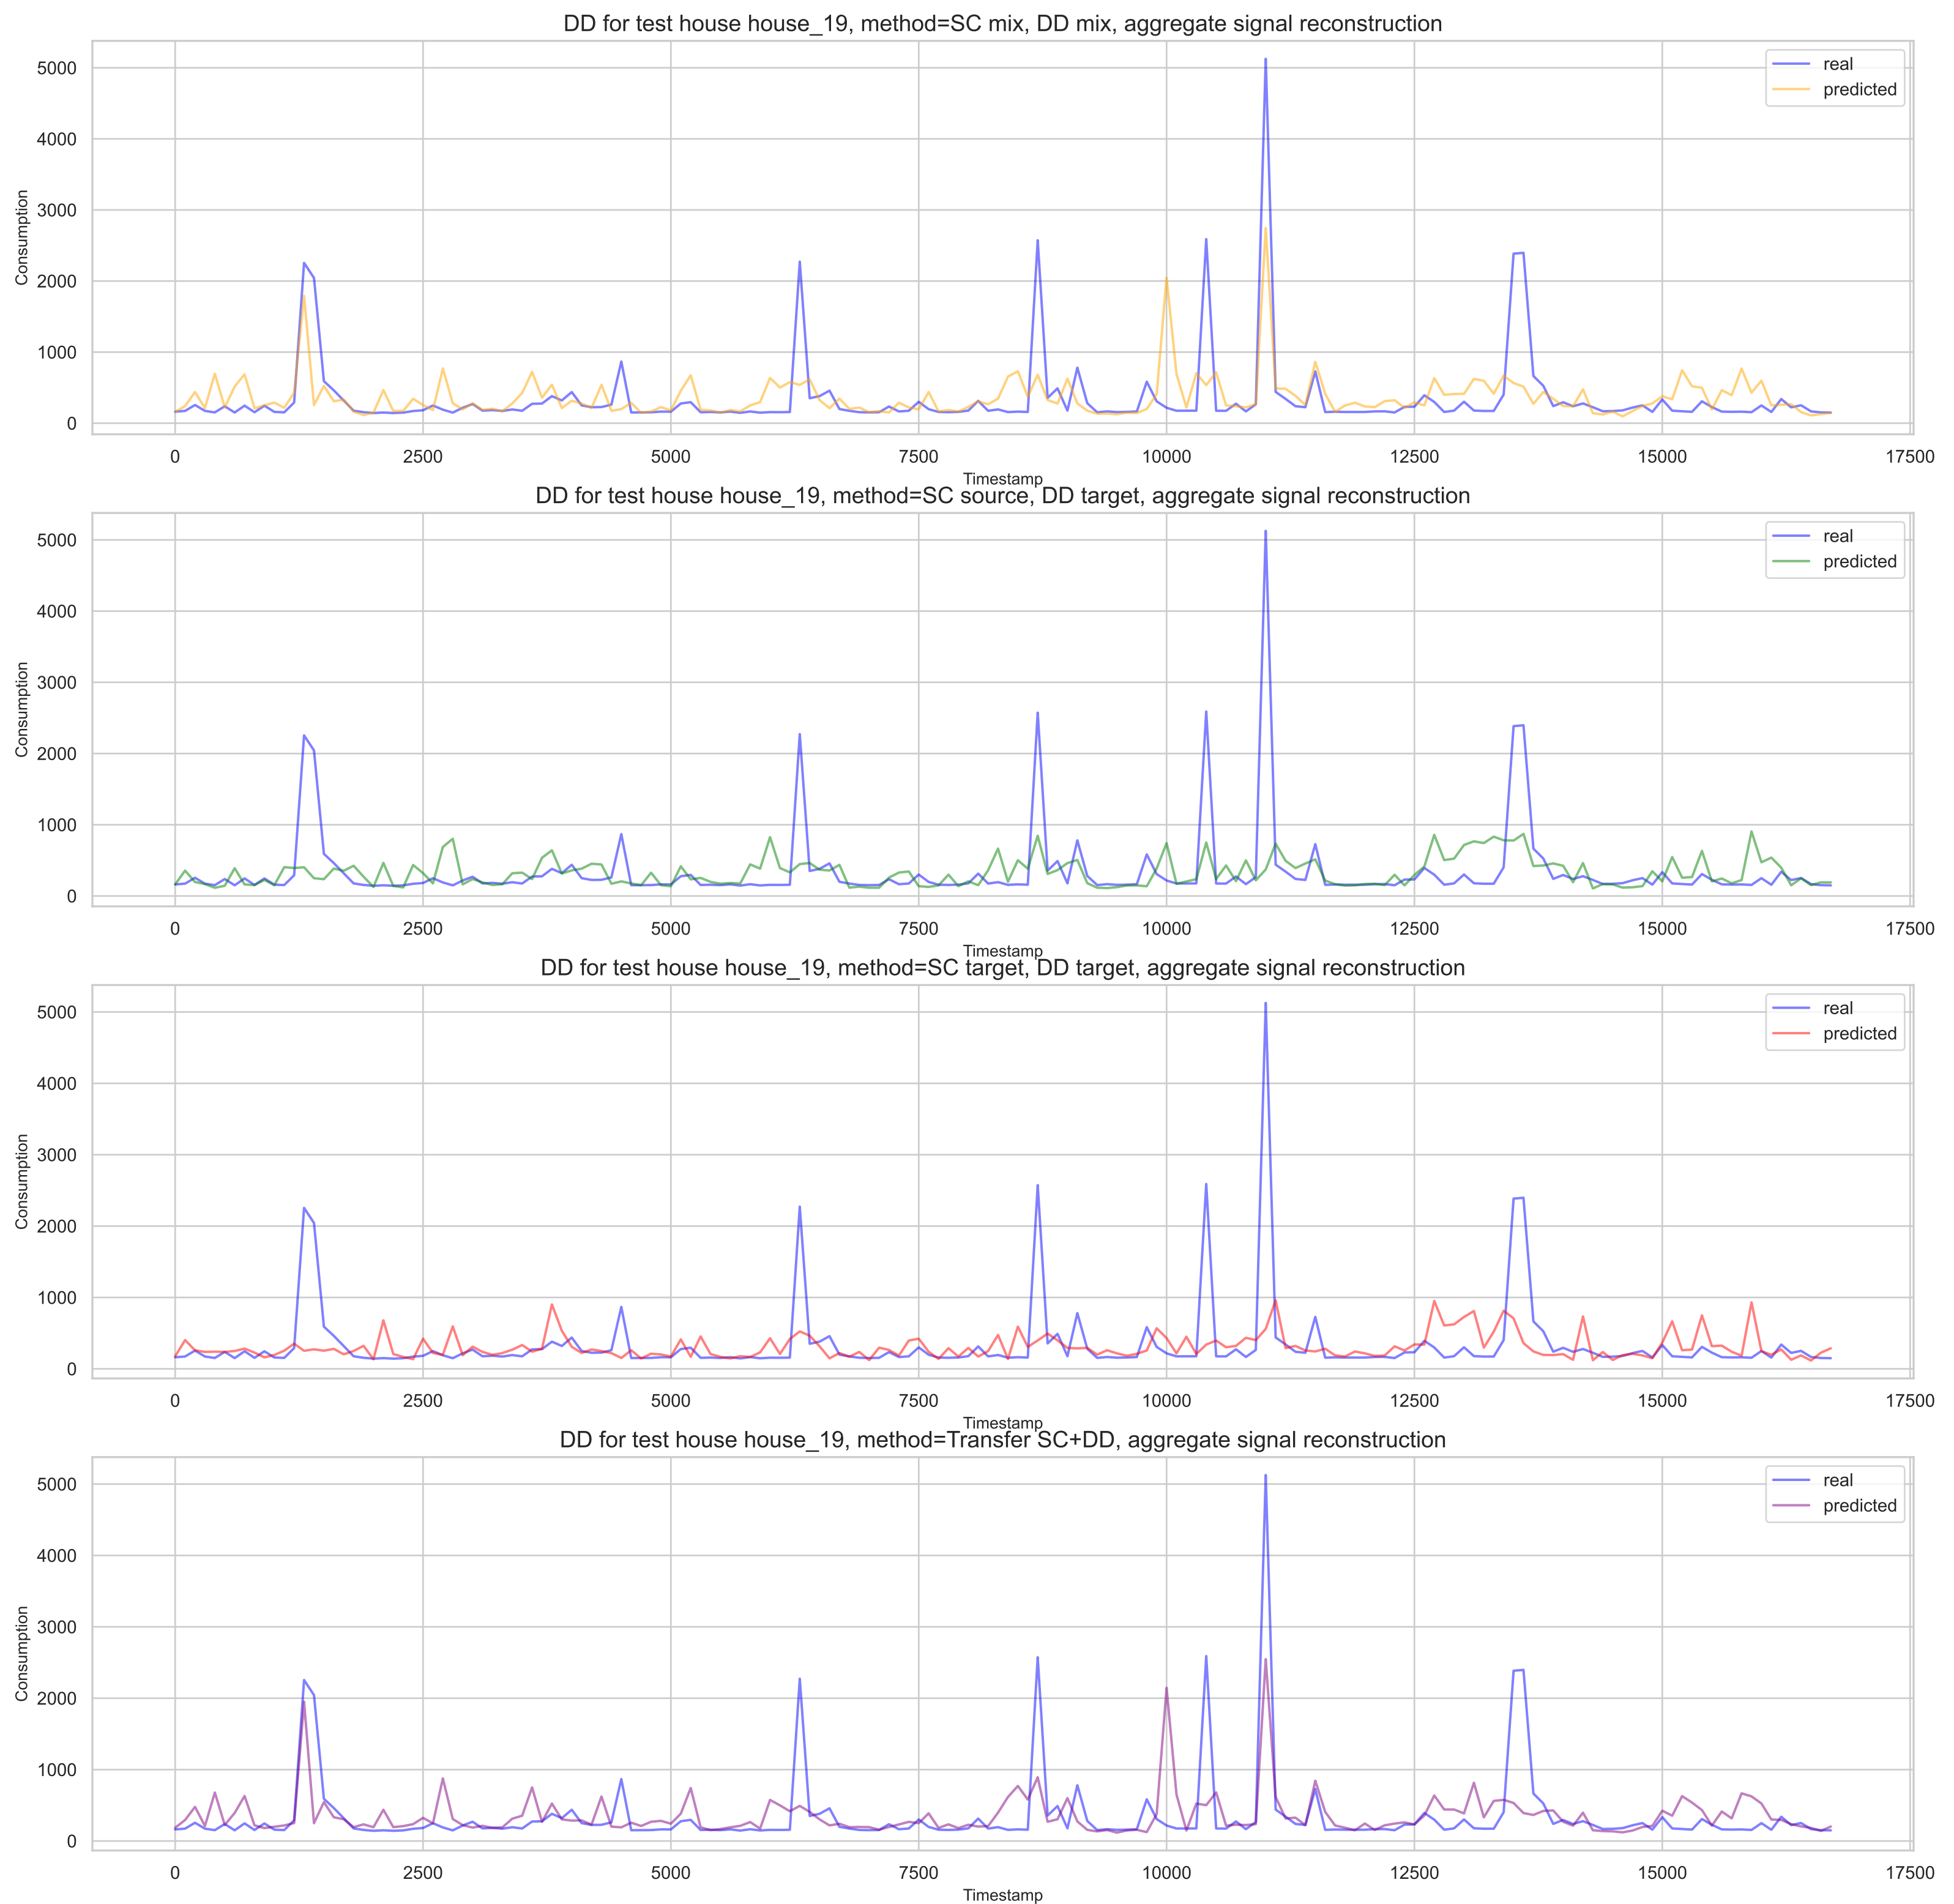 DD for test house house_19, method=SC mix, DD mix, aggregate signal reconstruction
5000
4000
3000
2000
1000
0
Consumption
real
predicted
0 2500 5000 7500 10000 12500 15000 17500
Timestamp
DD for test house house_19, method=SC source, DD target, aggregate signal reconstruction
5000
4000
3000
2000
1000
0
Consumption
real
predicted
0 2500 5000 7500 10000 12500 15000 17500
Timestamp
DD for test house house_19, method=SC target, DD target, aggregate signal reconstruction
5000
4000
3000
2000
1000
0
Consumption
real
predicted
0 2500 5000 7500 10000 12500 15000 17500
Timestamp
DD for test house house_19, method=Transfer SC+DD, aggregate signal reconstruction
5000
4000
3000
2000
1000
0
Consumption
real
predicted
0 2500 5000 7500 10000 12500 15000 17500
Timestamp